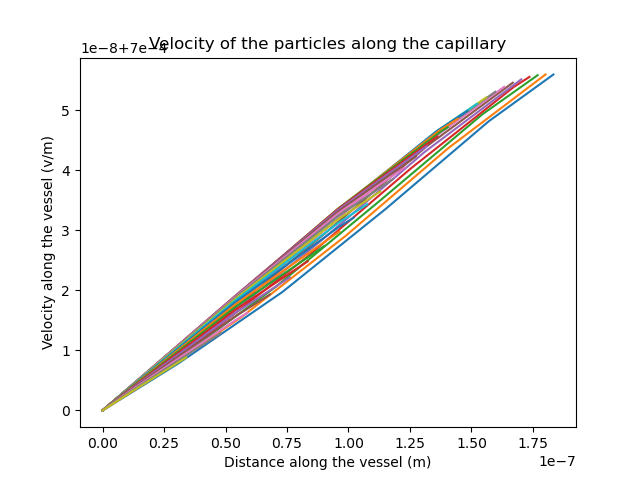 Velocity of the particles along the capillary
1e−8+7e−4
5
4
3
2
1
0
Velocity along the vessel (v/m)
0.00 0.25 0.50 0.75 1.00 1.25 1.50 1.75
1e−7
Distance along the vessel (m)